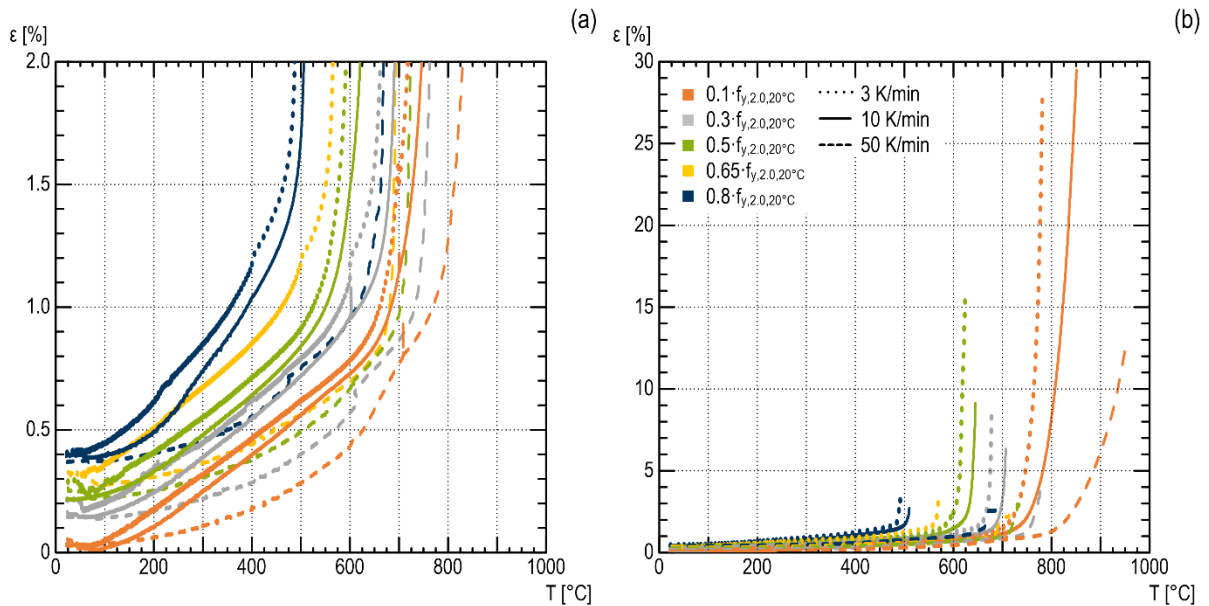 (a)
ε [%]
2.0
1.5
1.0
0.5
0
0 200 400 600 800 1000
T [°C]
(b)
ε [%]
30
25
20
15
10
5
0
0 200 400 600 800 1000
T [°C]
0.1·fy,2.0,20°C
0.3·fy,2.0,20°C
0.5·fy,2.0,20°C
0.65·fy,2.0,20°C
0.8·fy,2.0,20°C
3 K/min
10 K/min
50 K/min